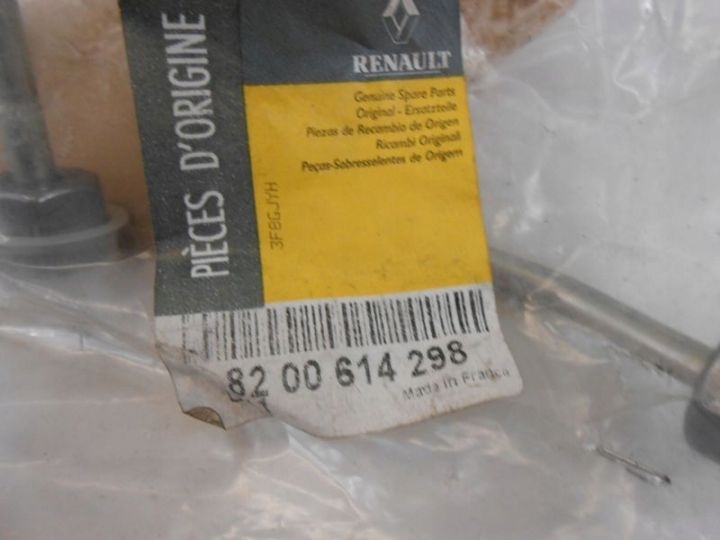 RENAULT
Genuine Spare Parts
Original - Ersatzteile
Piezas de Recambio de Origen
Ricambi Originali
Peças-Sobresselentes de Origem
PIÈCES D'ORIGINE
3F8GJYH
82 00 614 298
Made in France